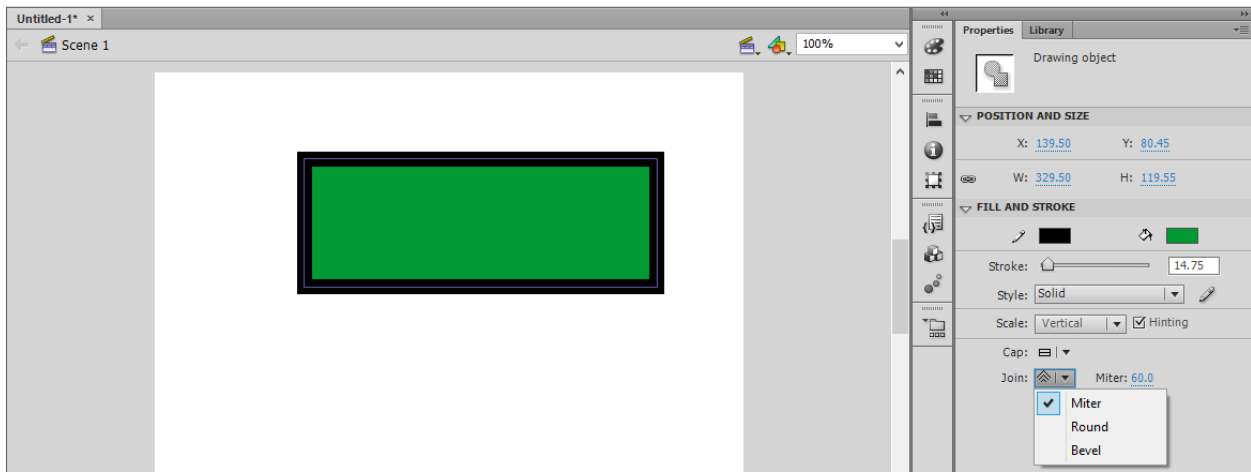 Untitled-1* ×
Scene 1
100%
Properties Library
Drawing object
POSITION AND SIZE
X: 139.50 Y: 80.45
W: 329.50 H: 119.55
FILL AND STROKE
Stroke: 14.75
Style: Solid
Scale: Vertical Hinting
Cap:
Join: Miter: 60.0
Miter
Round
Bevel